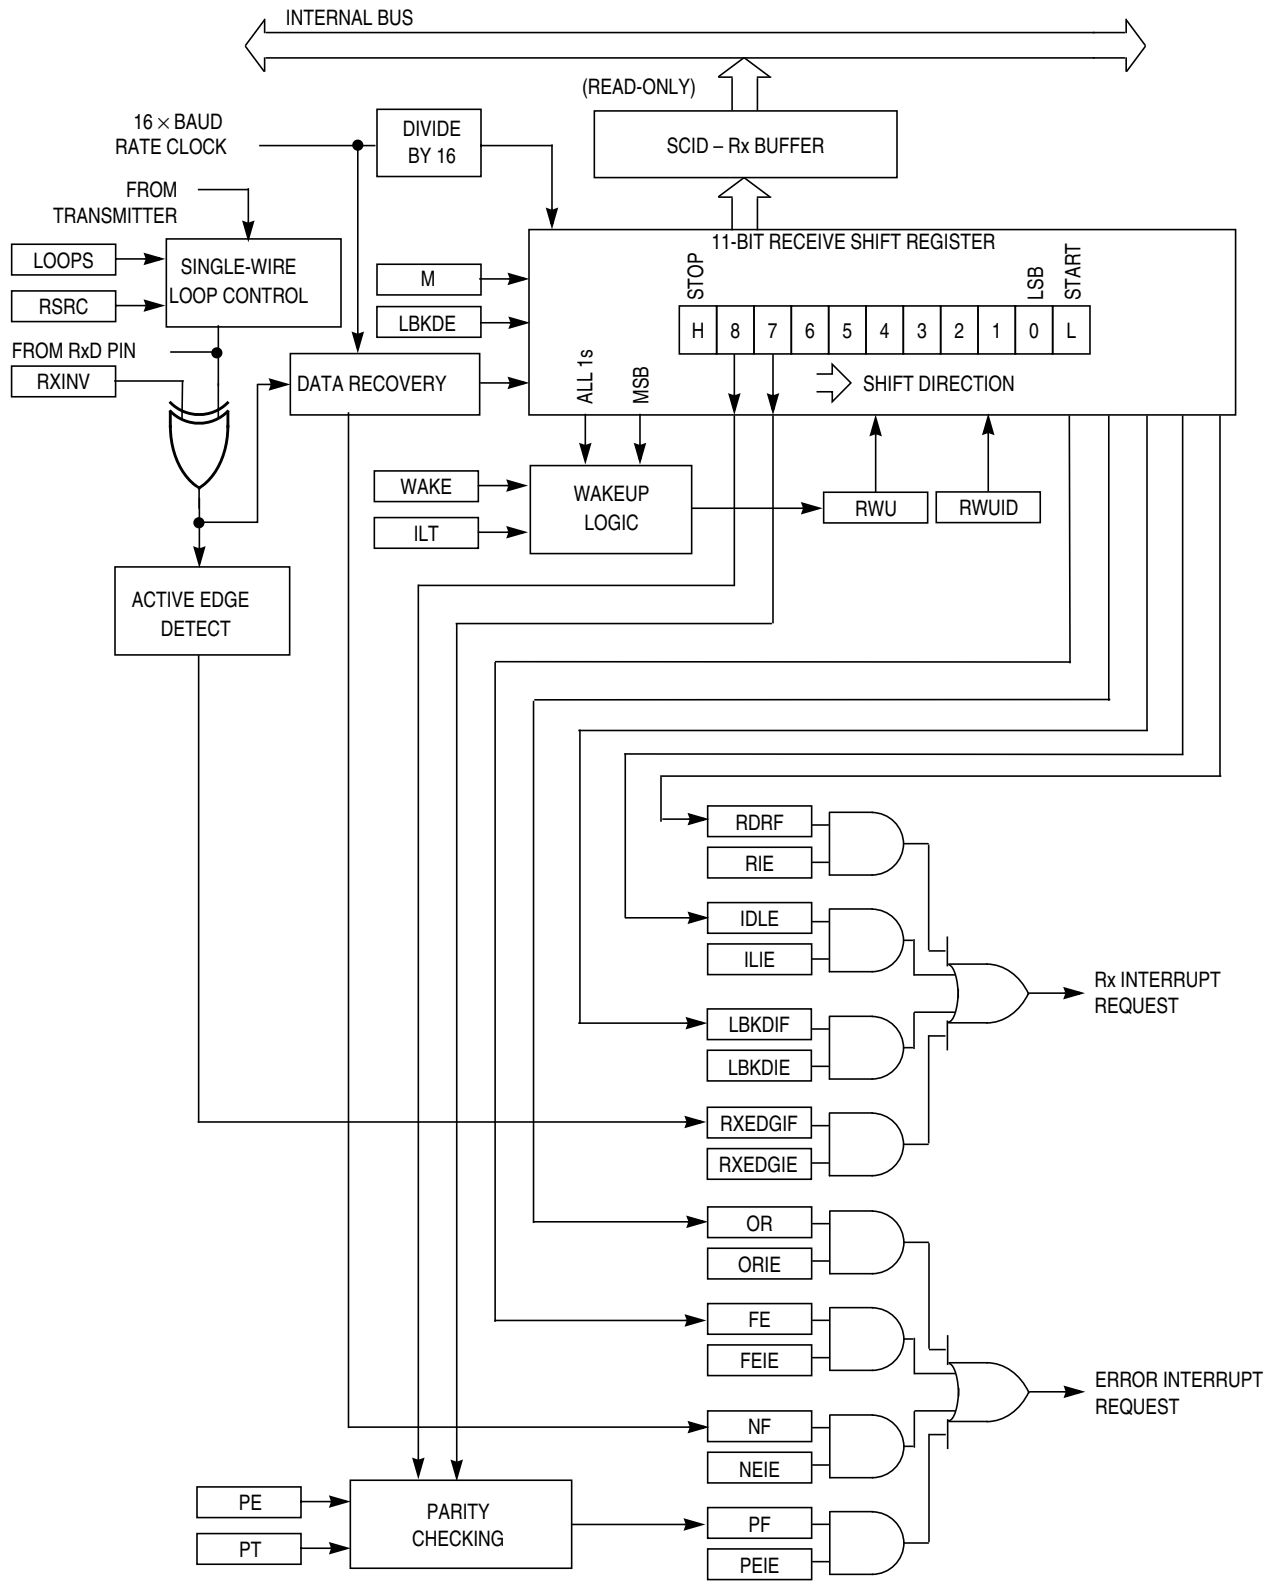 INTERNAL BUS
(READ-ONLY)
16 × BAUD
RATE CLOCK
DIVIDE
BY 16
SCID – Rx BUFFER
FROM
TRANSMITTER
LOOPS
RSRC
SINGLE-WIRE
LOOP CONTROL
11-BIT RECEIVE SHIFT REGISTER
M
LBKDE
STOP
LSB
START
H 8 7 6 5 4 3 2 1 0 L
FROM RxD PIN
RXINV
DATA RECOVERY
ALL 1s
MSB
SHIFT DIRECTION
WAKE
ILT
WAKEUP
LOGIC
RWU
RWUID
ACTIVE EDGE
DETECT
RDRF
RIE
IDLE
ILIE
Rx INTERRUPT
REQUEST
LBKDIF
LBKDIE
RXEDGIF
RXEDGIE
OR
ORIE
FE
FEIE
ERROR INTERRUPT
REQUEST
NF
NEIE
PE
PT
PARITY
CHECKING
PF
PEIE